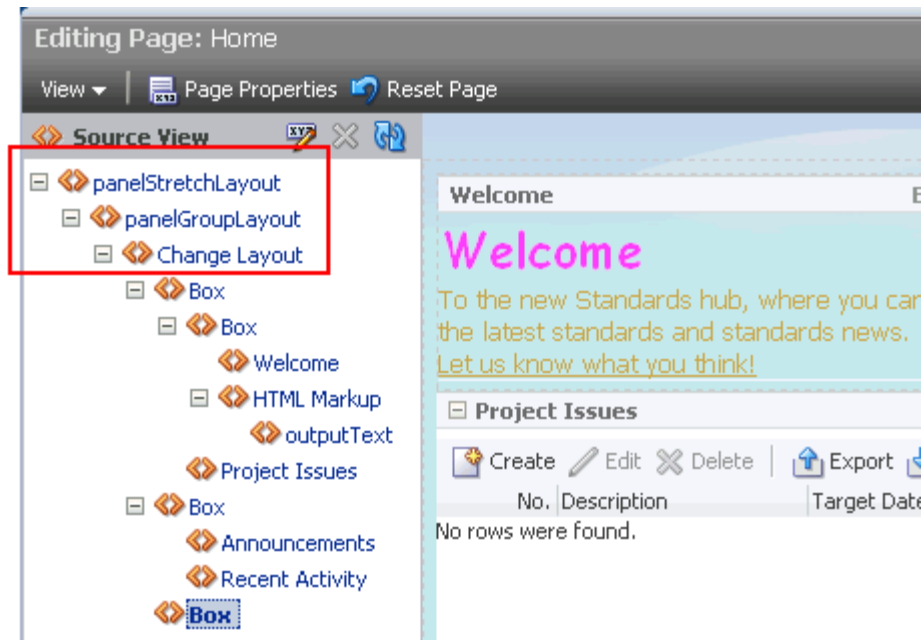 Editing Page: Home
View Page Properties Reset Page
Source View
panelStretchLayout
panelGroupLayout
Change Layout
Box
Box
Welcome
HTML Markup
outputText
Project Issues
Box
Announcements
Recent Activity
Box
Welcome
Welcome
To the new Standards hub, where you can
the latest standards and standards news.
Let us know what you think!
Project Issues
Create Edit Delete Export
No. Description Target Date
No rows were found.